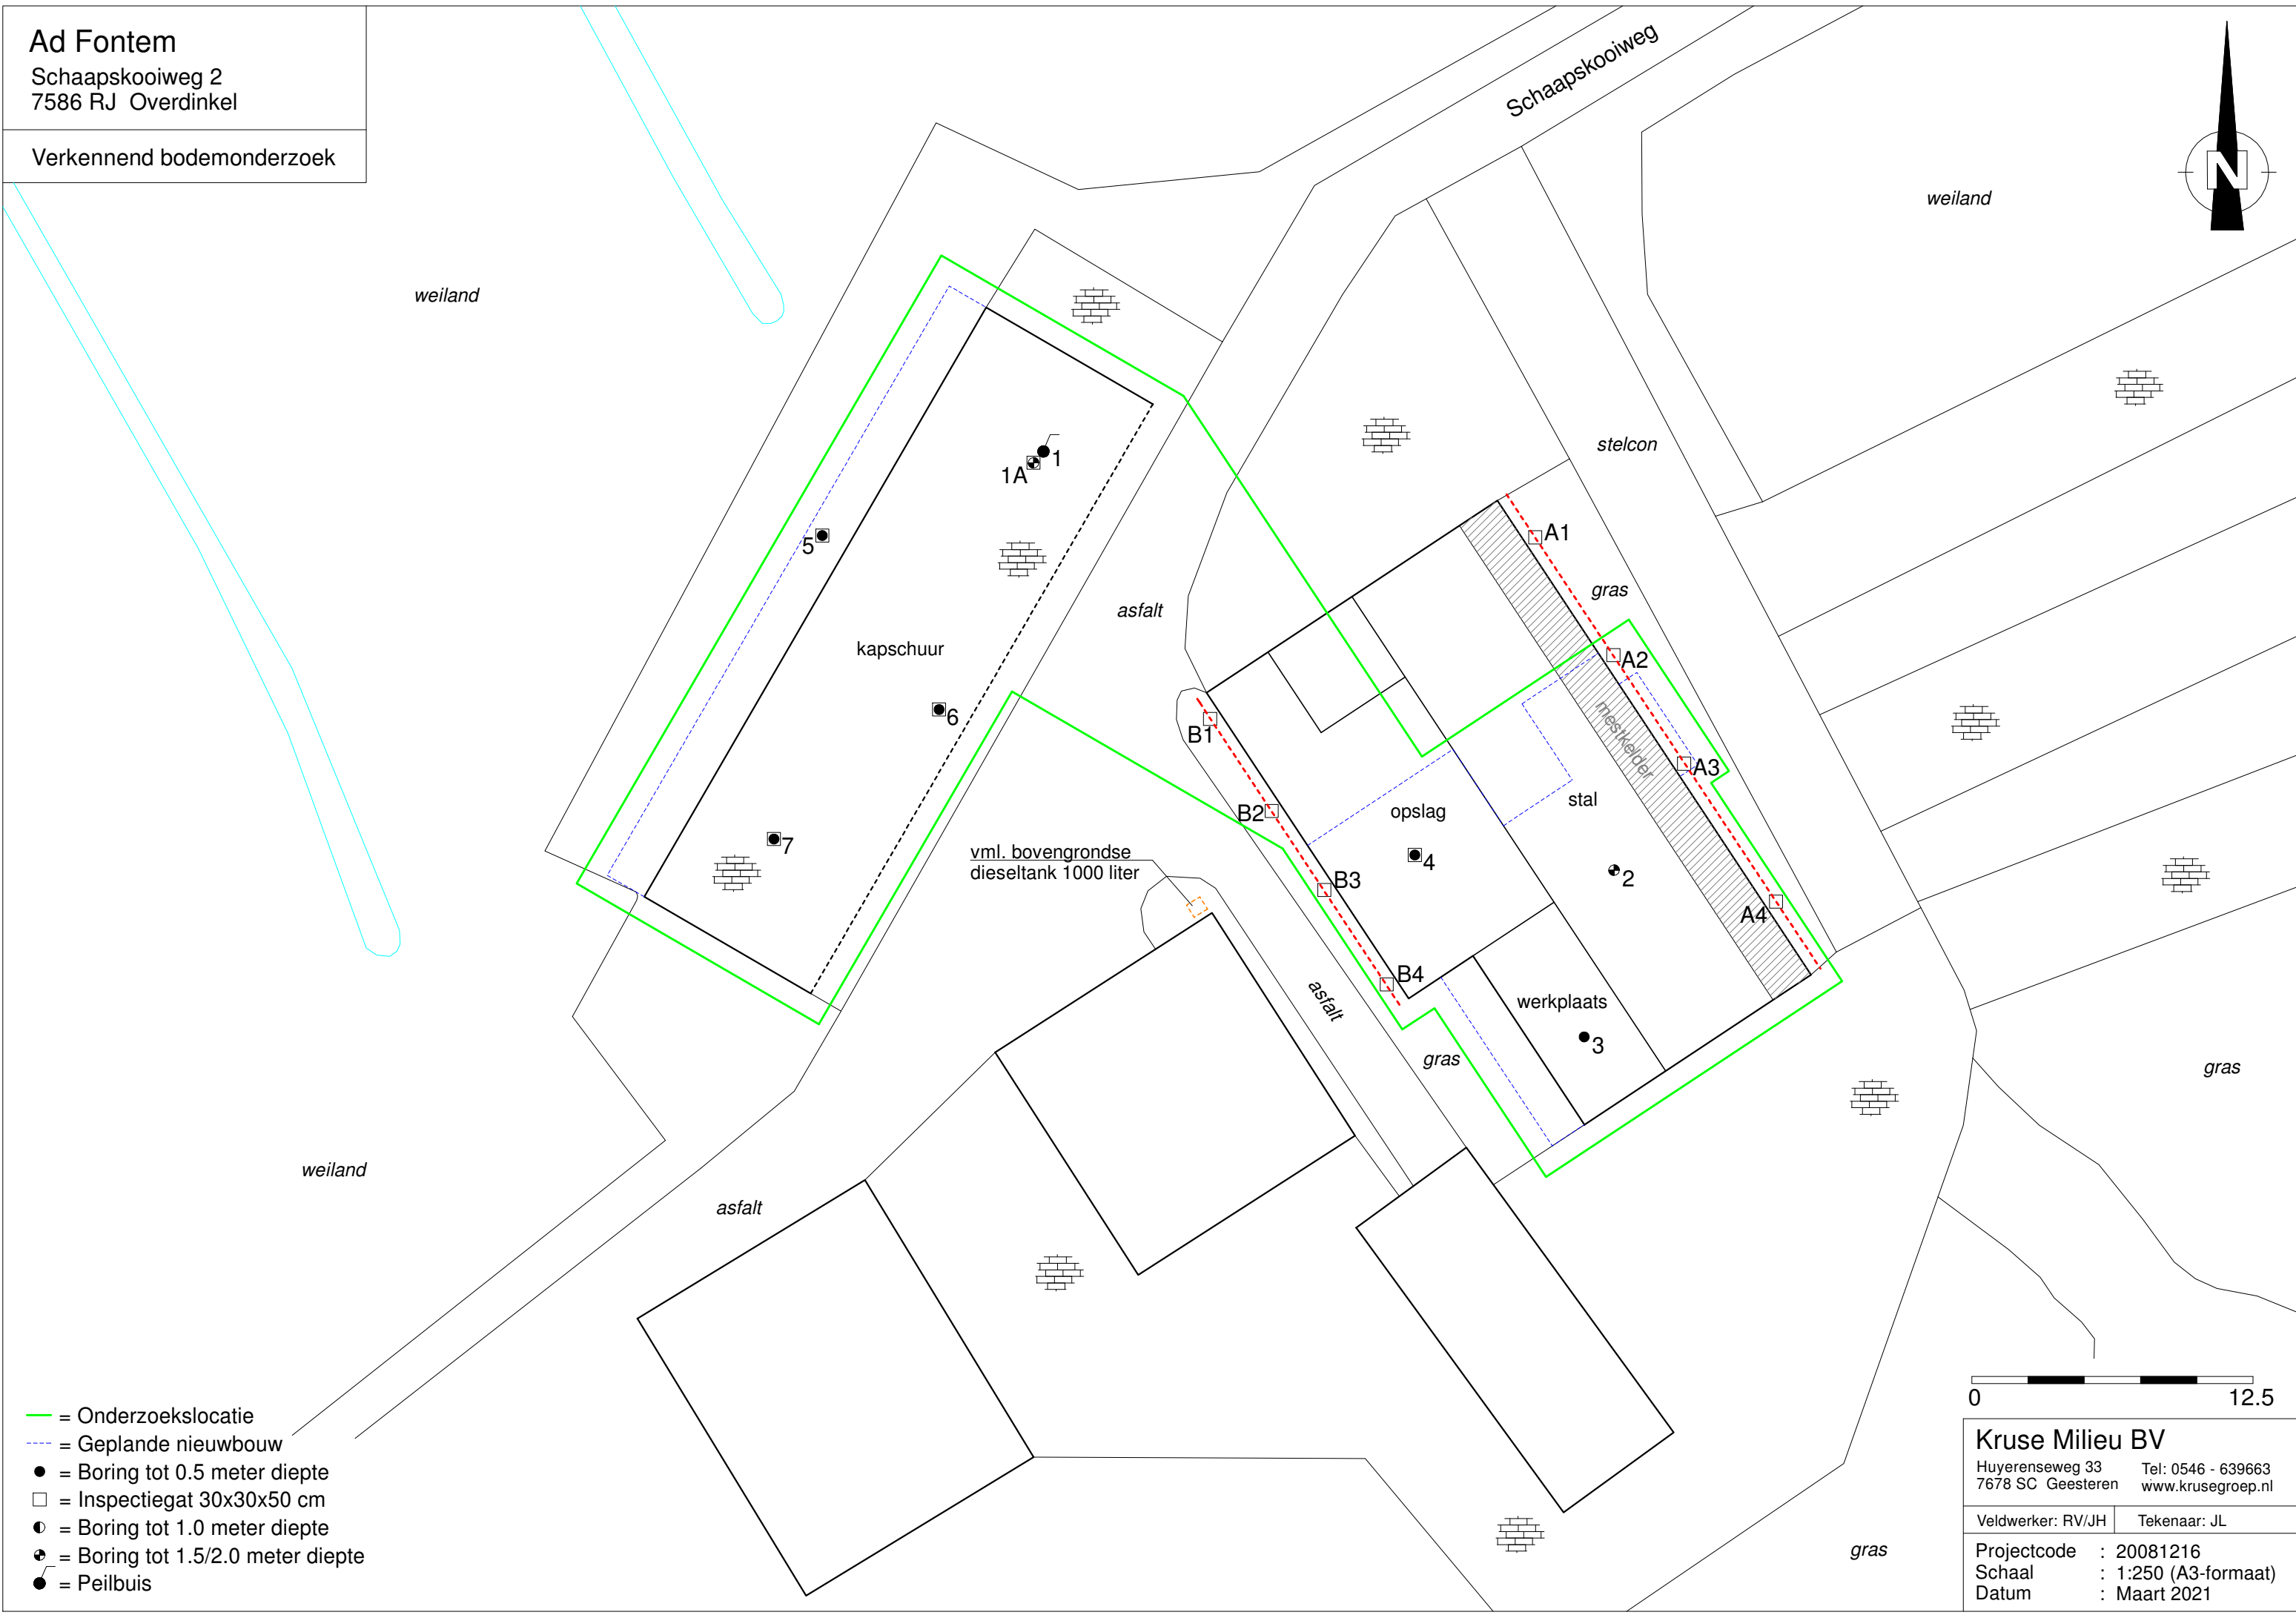 Ad Fontem
Schaapskooiweg 2
7586 RJ Overdinkel
Verkennend bodemonderzoek
Schaapskooiweg
N
weiland
weiland
stelcon
1
1A
5
A1
gras
asfalt
kapschuur
A2
6
mestkelder
B1
A3
B2
opslag
stal
7
vml. bovengrondse
dieseltank 1000 liter
4
B3
2
A4
B4
asfalt
werkplaats
3
gras
gras
weiland
asfalt
gras
0 12.5
= Onderzoekslocatie
= Geplande nieuwbouw
= Boring tot 0.5 meter diepte
= Inspectiegat 30x30x50 cm
= Boring tot 1.0 meter diepte
= Boring tot 1.5/2.0 meter diepte
= Peilbuis
Kruse Milieu BV
Huyerenseweg 33 Tel: 0546 - 639663
7678 SC Geesteren www.krusegroep.nl
Veldwerker: RV/JH Tekenaar: JL
Projectcode : 20081216
Schaal : 1:250 (A3-formaat)
Datum : Maart 2021